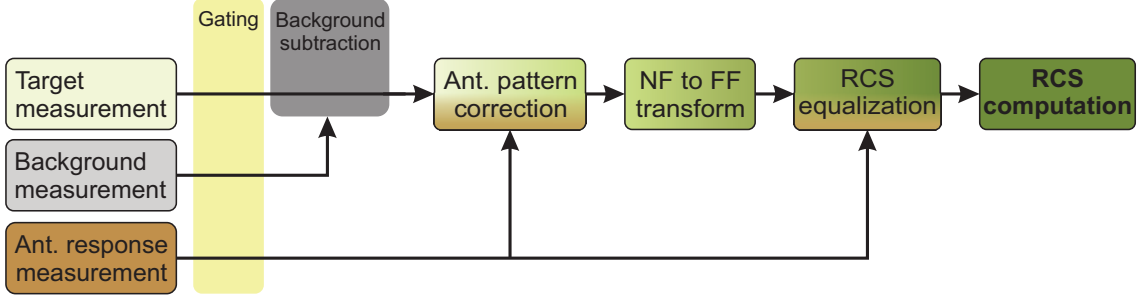 Gating
Background
subtraction
Target
measurement
Ant. pattern
correction
NF to FF
transform
RCS
equalization
RCS
computation
Background
measurement
Ant. response
measurement